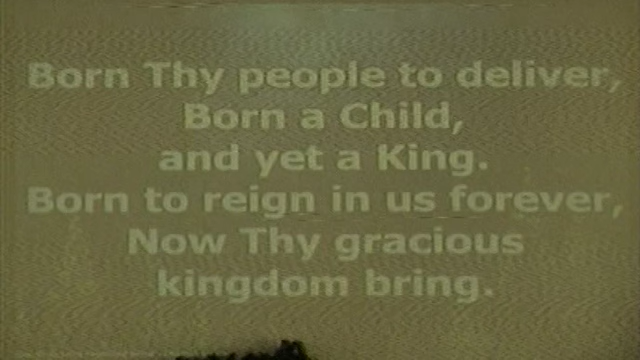 Born Thy people to deliver,
Born a Child,
and yet a King.
Born to reign in us forever,
Now Thy gracious
kingdom bring.